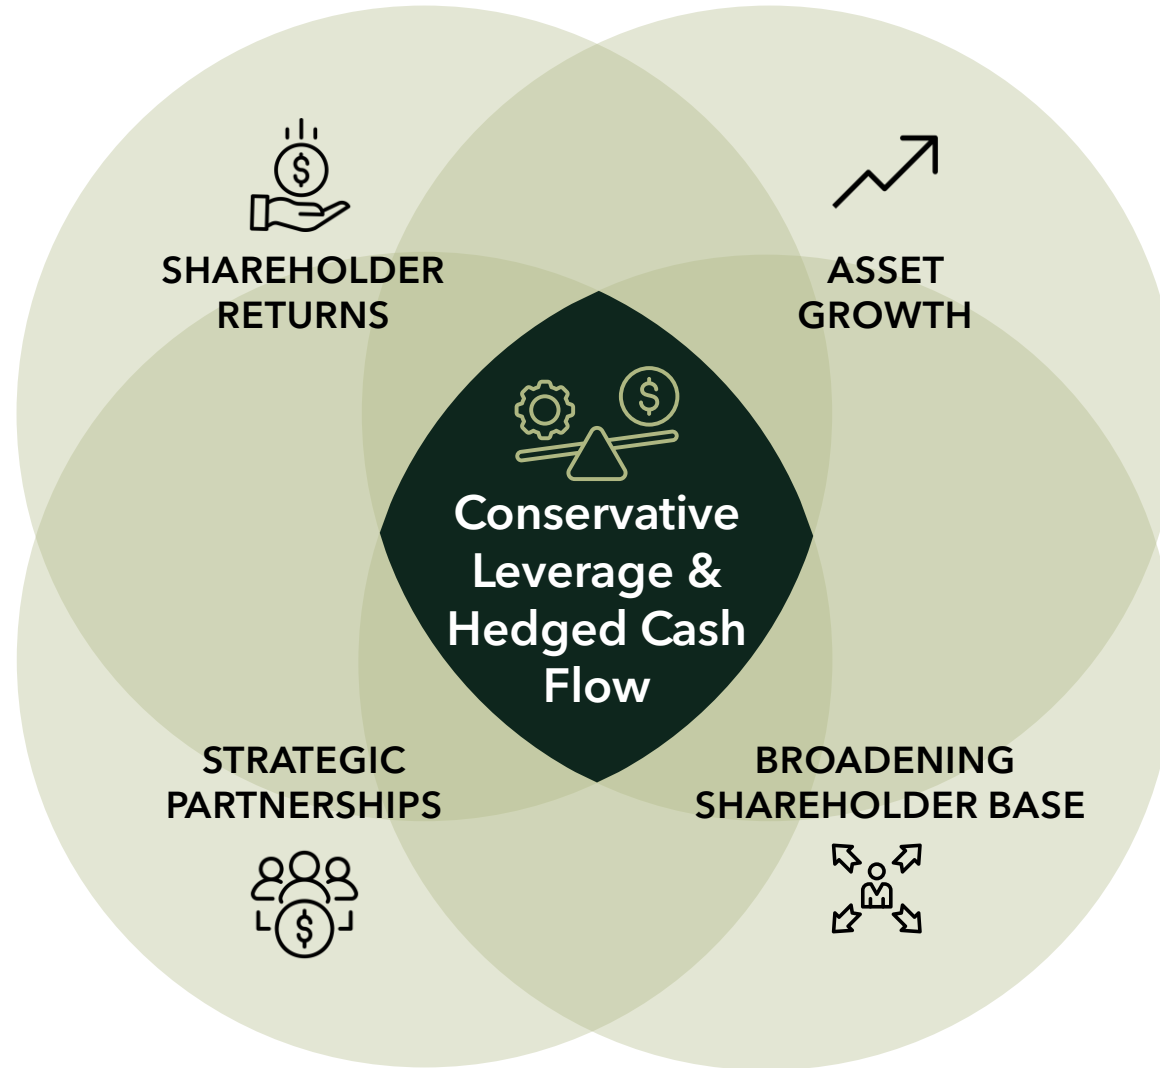 SHAREHOLDER
RETURNS
ASSET
GROWTH
$
$
Conservative
Leverage &
Hedged Cash
Flow
STRATEGIC
PARTNERSHIPS
BROADENING
SHAREHOLDER BASE
$